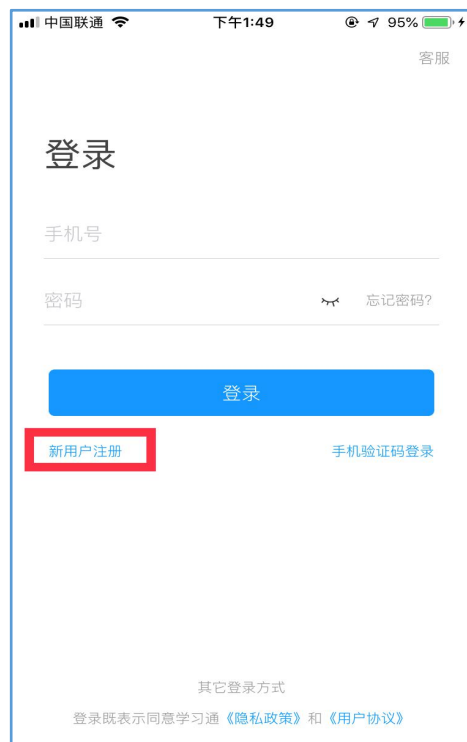 中国联通 下午1:49 95%
客服
登录
手机号
密码 忘记密码?
登录
新用户注册 手机验证码登录
其它登录方式
登录既表示同意学习通《隐私政策》和《用户协议》